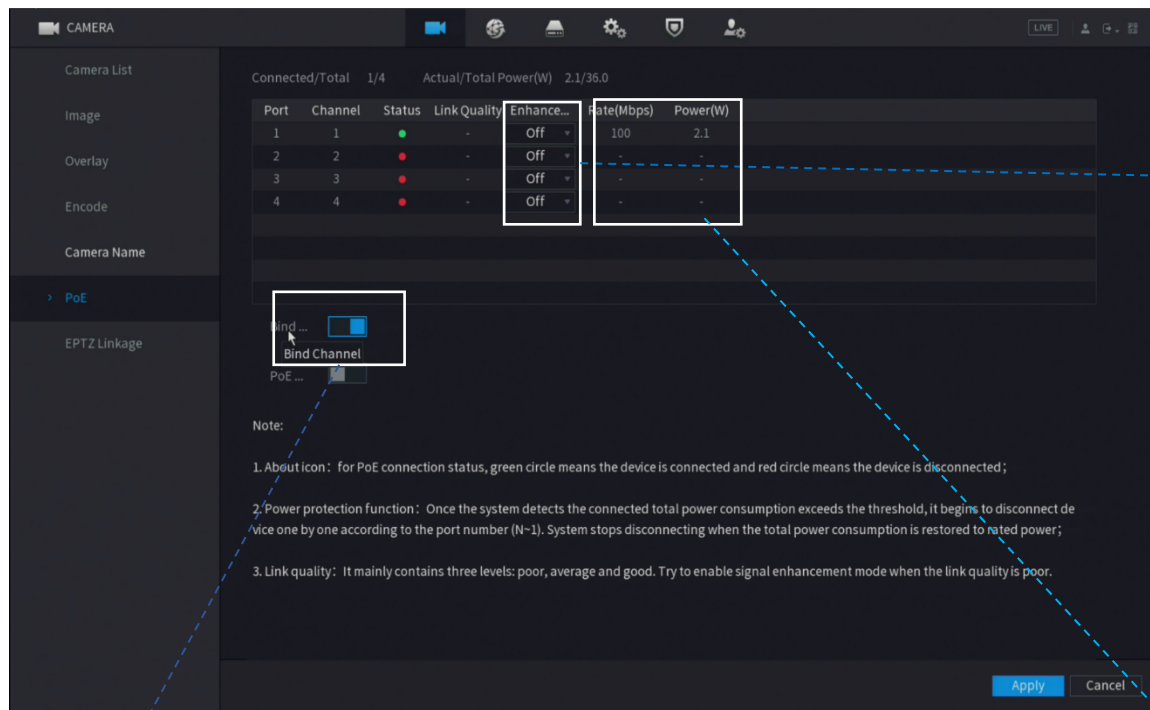 CAMERA
LIVE
Camera List
Image
Overlay
Encode
Camera Name
PoE
EPTZ Linkage
Connected/Total 1/4 Actual/Total Power(W) 2.1/36.0
Port Channel Status Link Quality Enhance... Rate(Mbps) Power(W)
1 1 - Off 100 2.1
2 2 - Off - -
3 3 - Off - -
4 4 - Off - -
Bind ...
Bind Channel
PoE ...
Note:
1. About icon: for PoE connection status, green circle means the device is connected and red circle means the device is disconnected;
2. Power protection function: Once the system detects the connected total power consumption exceeds the threshold, it begins to disconnect de
vice one by one according to the port number (N~1). System stops disconnecting when the total power consumption is restored to rated power;
3. Link quality: It mainly contains three levels: poor, average and good. Try to enable signal enhancement mode when the link quality is poor.
Apply Cancel